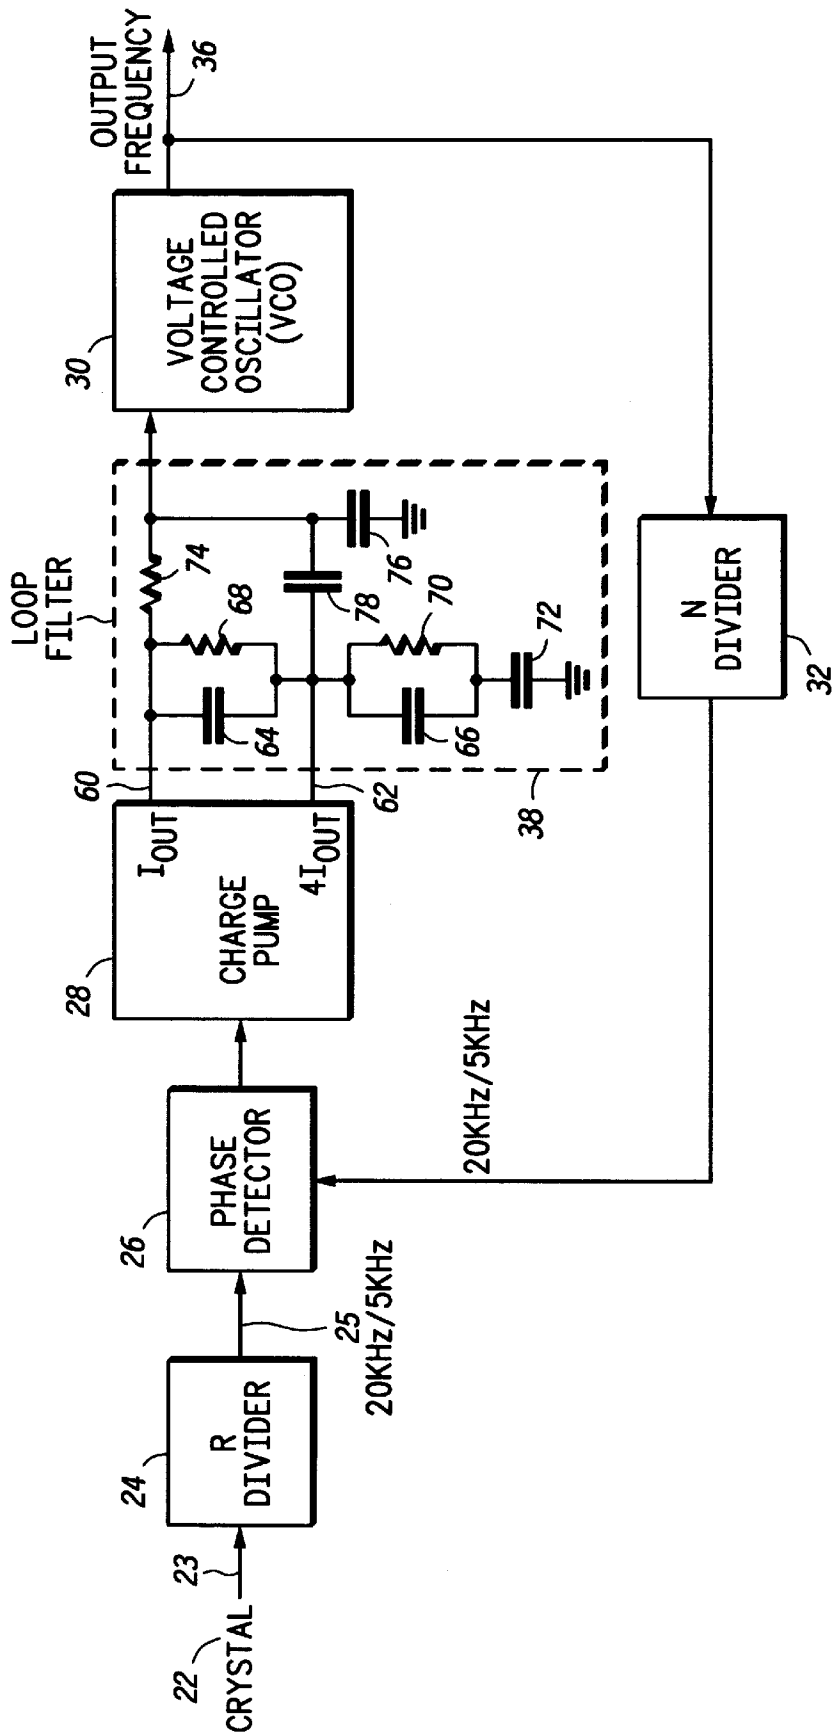 22
CRYSTAL
23
24
R
DIVIDER
25
20KHz/5KHz
26
PHASE
DETECTOR
20KHz/5KHz
28
CHARGE
PUMP
IOUT
4IOUT
60
62
LOOP
FILTER
38
64
68
74
66
70
78
76
72
30
VOLTAGE
CONTROLLED
OSCILLATOR
(VCO)
OUTPUT
FREQUENCY
36
N
DIVIDER
32